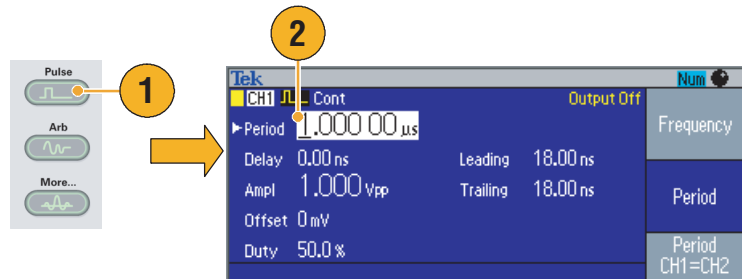 2
Pulse
1
Arb
More...
Tek
Num
CH1 Cont Output Off
Period 1.000 00 µs
Delay 0.00 ns Leading 18.00 ns
Ampl 1.000 Vpp Trailing 18.00 ns
Offset 0 mV
Duty 50.0 %
Frequency
Period
Period
CH1=CH2